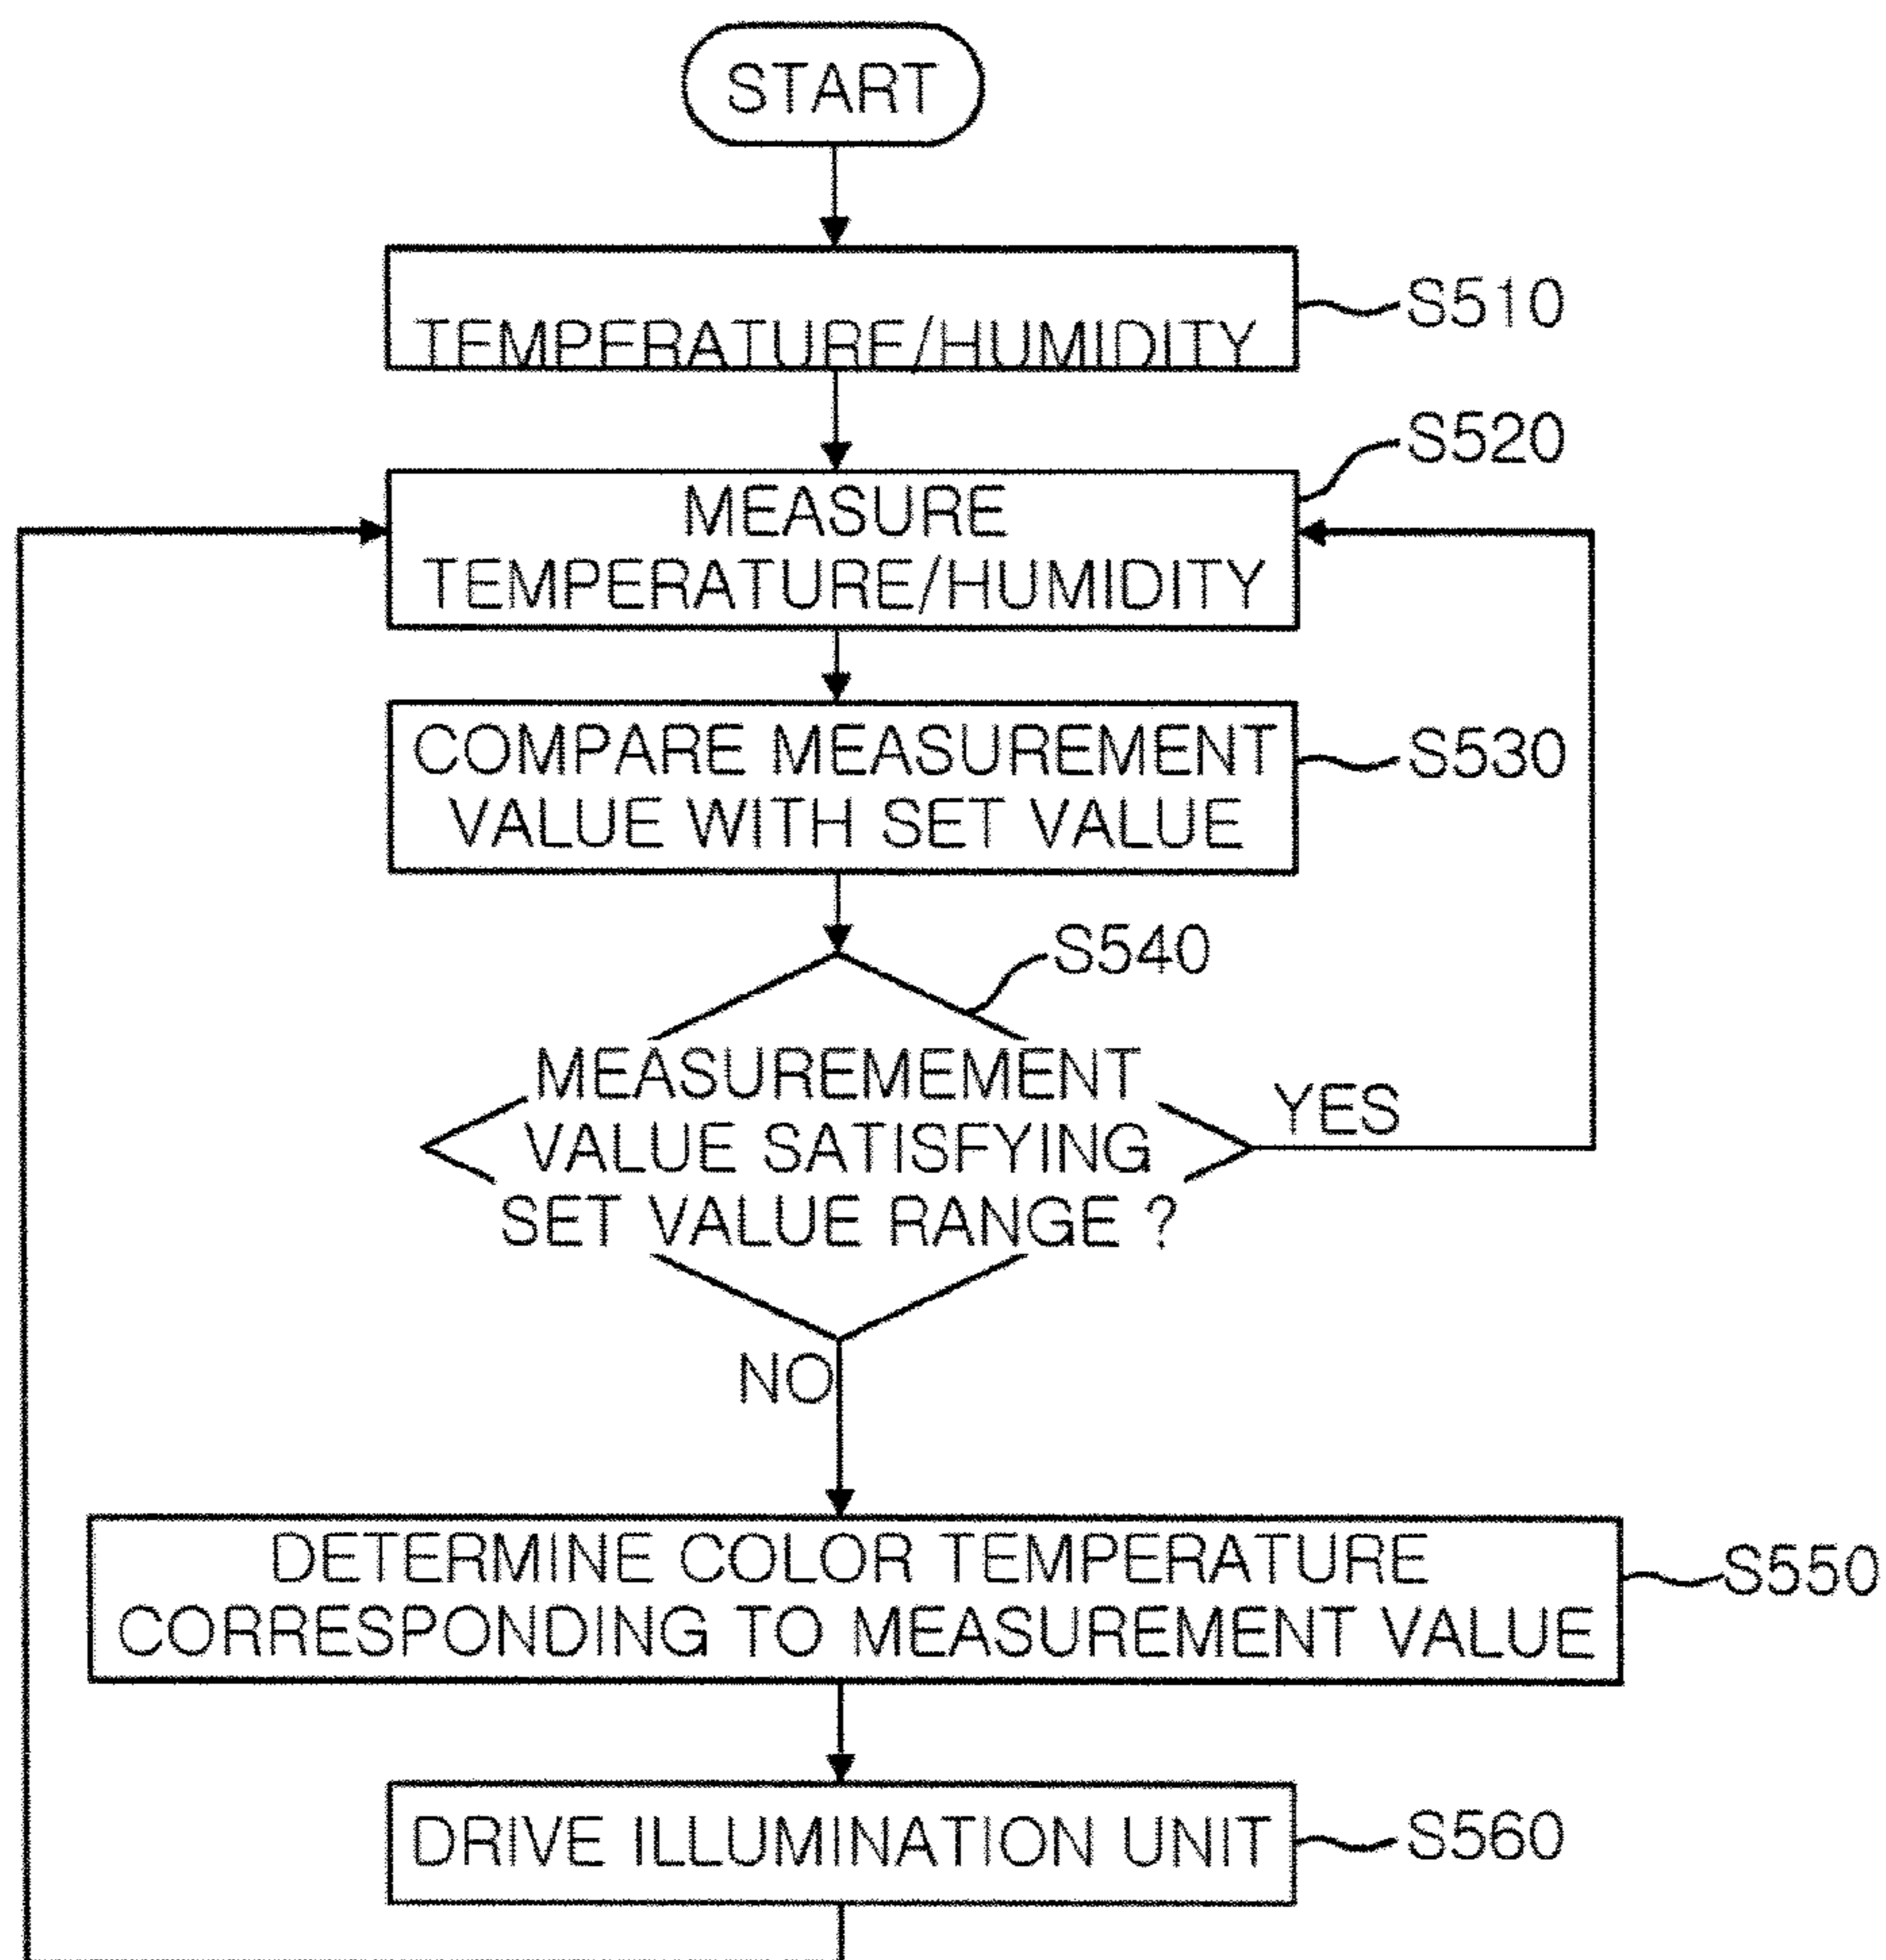 START
TEMPERATURE/HUMIDITY
S510
S520
MEASURE
TEMPERATURE/HUMIDITY
COMPARE MEASUREMENT
VALUE WITH SET VALUE
S530
S540
MEASUREMEMENT
VALUE SATISFYING
SET VALUE RANGE ?
YES
NO
DETERMINE COLOR TEMPERATURE
CORRESPONDING TO MEASUREMENT VALUE
S550
DRIVE ILLUMINATION UNIT
S560